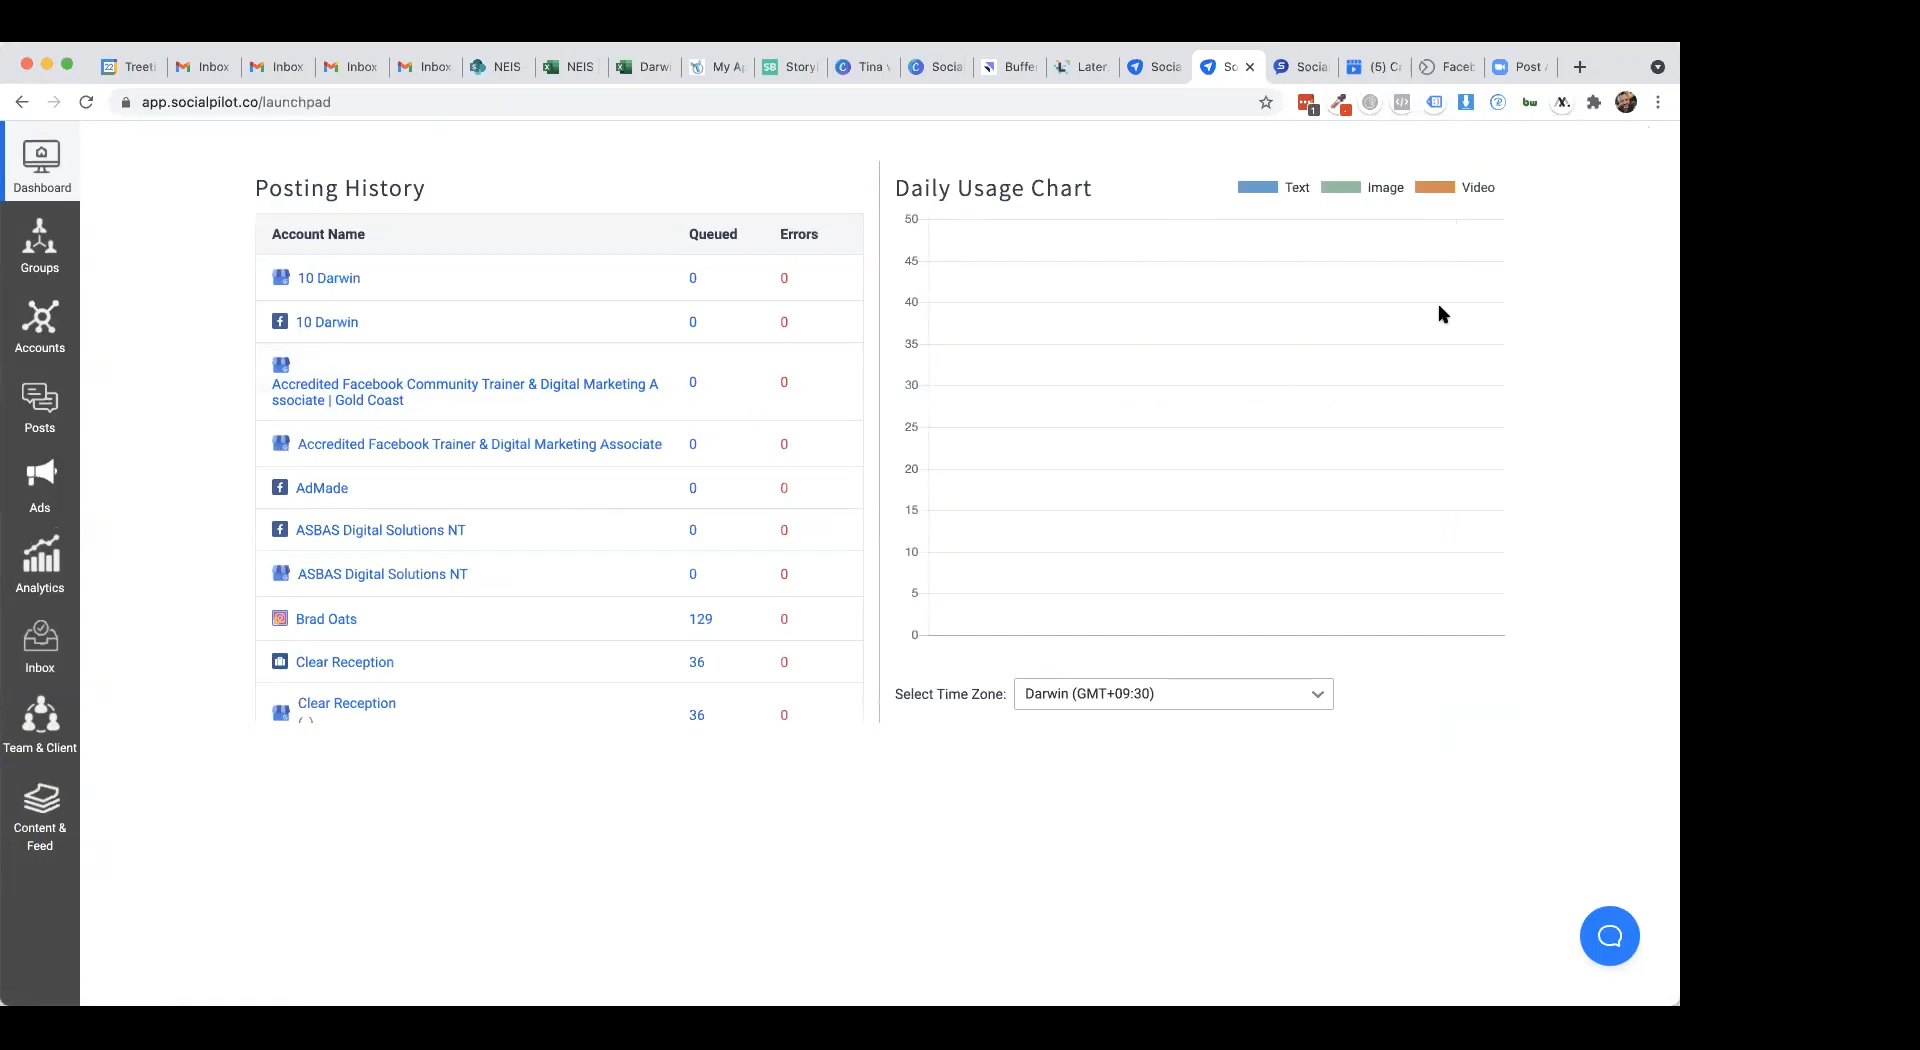 22
Treeti
Inbox
Inbox
Inbox
Inbox
NEIS
NEIS
Darw
My A
SB
Story
Tina
Socia
Buffe
Later
Socia
So
Socia
(5) C
Faceb
Post
app.socialpilot.co/launchpad
1
bw
Dashboard
Groups
Accounts
Posts
Ads
Analytics
Inbox
Team & Client
Content &
Feed
Posting History
Account Name Queued Errors
10 Darwin 0 0
10 Darwin 0 0
Accredited Facebook Community Trainer & Digital Marketing A
ssociate | Gold Coast 0 0
Accredited Facebook Trainer & Digital Marketing Associate 0 0
AdMade 0 0
ASBAS Digital Solutions NT 0 0
ASBAS Digital Solutions NT 0 0
Brad Oats 129 0
Clear Reception 36 0
Clear Reception
36 0
Daily Usage Chart
Text Image Video
50
45
40
35
30
25
20
15
10
5
0
Select Time Zone: Darwin (GMT+09:30)